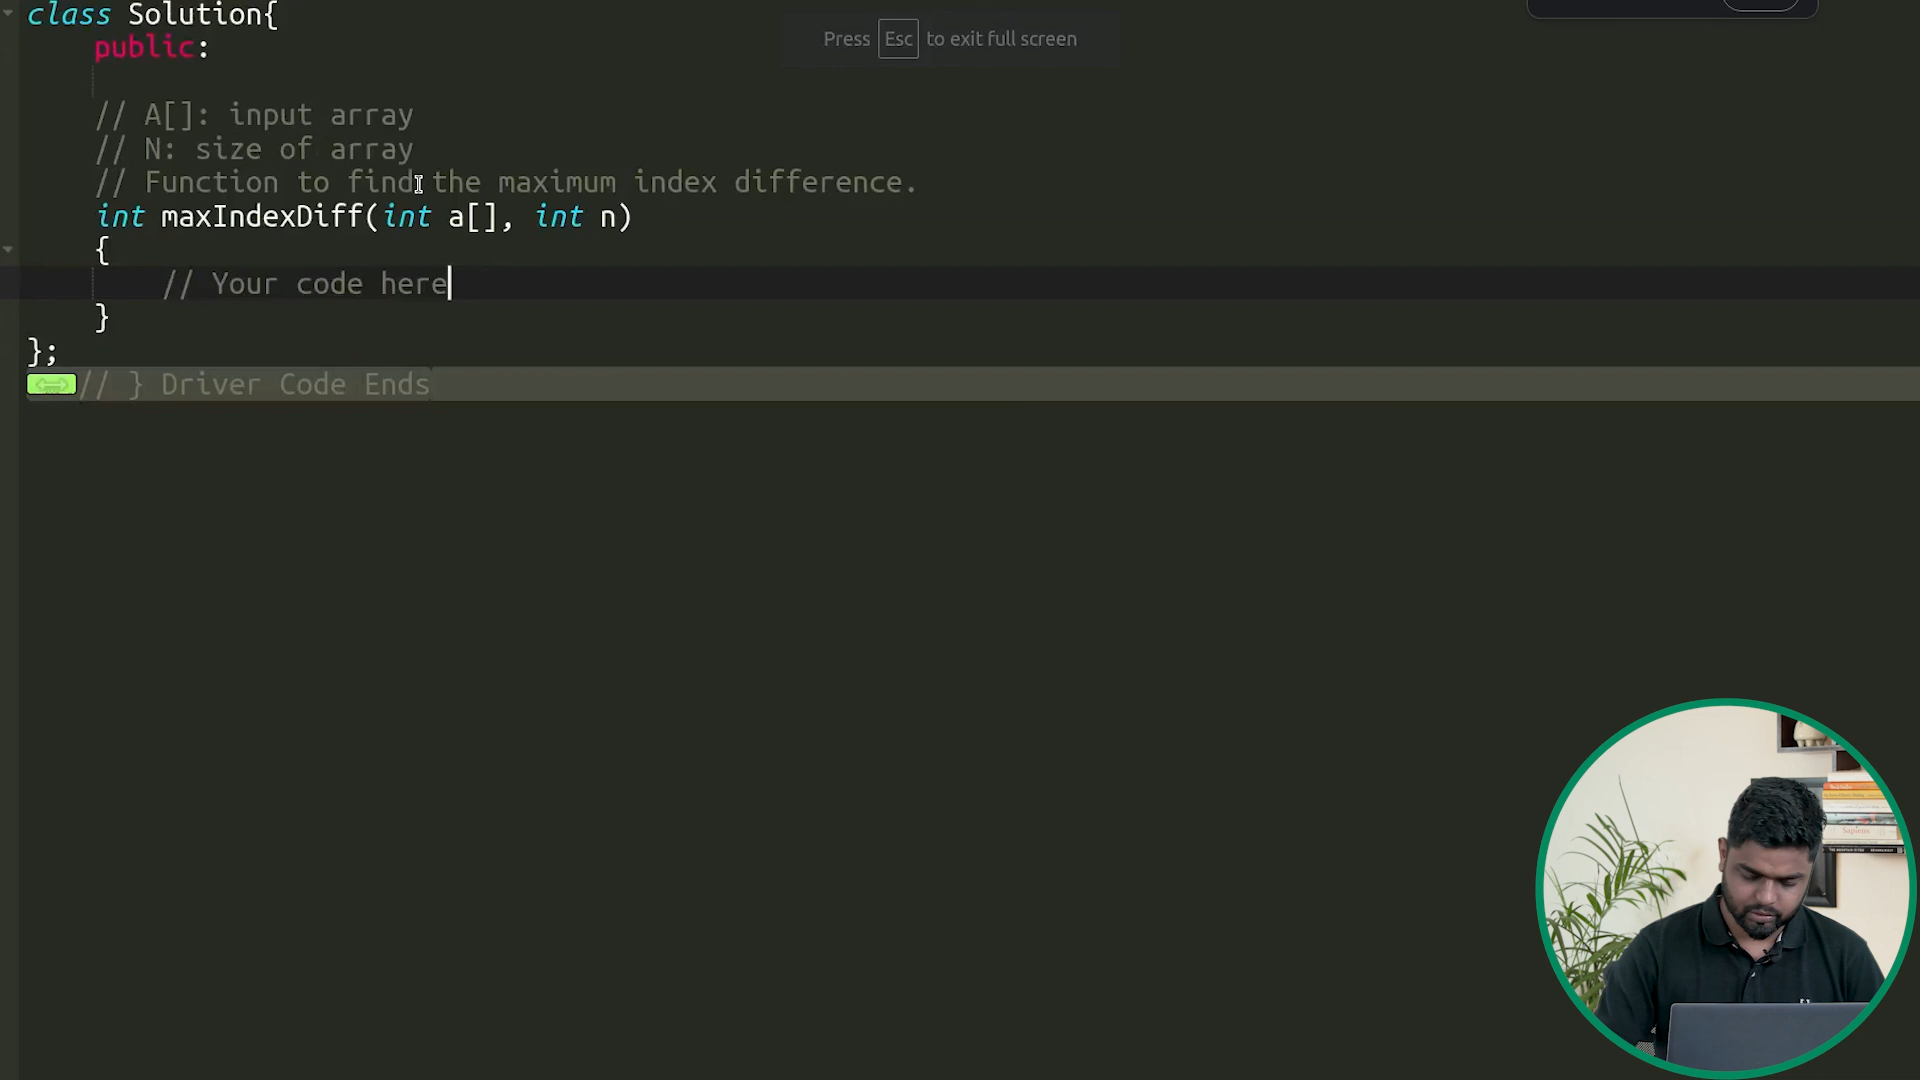 class Solution{
public:
Press Esc to exit full screen
// A[]: input array
// N: size of array
// Function to find the maximum index difference.
int maxIndexDiff(int a[], int n)
{
// Your code here
}
};
// } Driver Code Ends
Sapiens